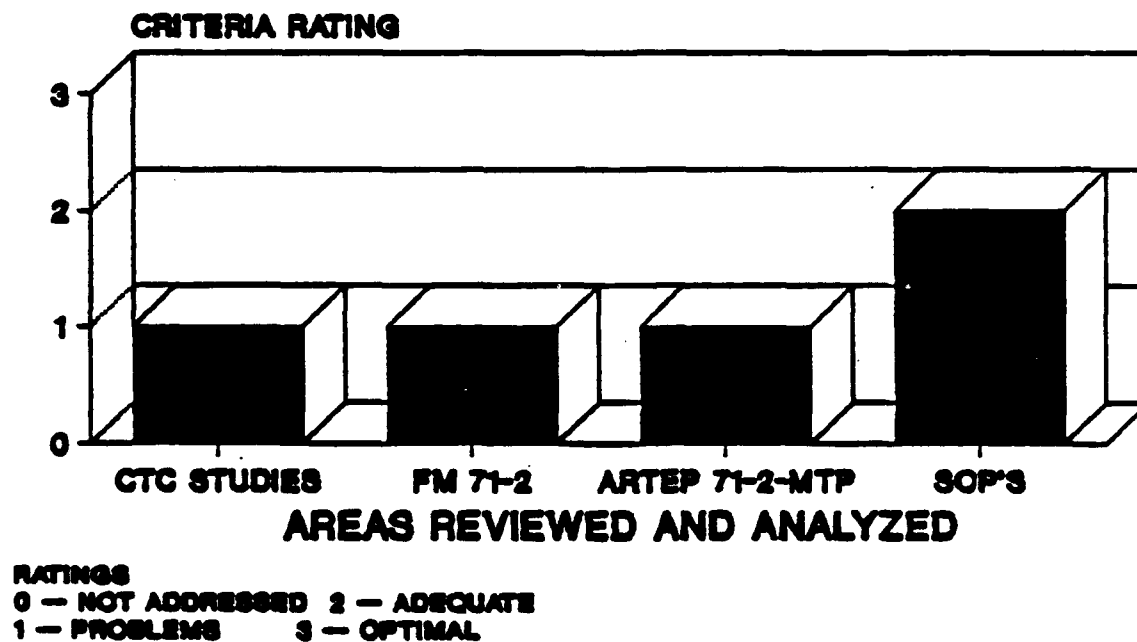 CRITERIA RATING
3
2
1
0
CTC STUDIES FM 71-2 ARTEP 71-2-MTP SOP'S
AREAS REVIEWED AND ANALYZED
RATINGS
0 — NOT ADDRESSED 2 — ADEQUATE
1 — PROBLEMS 3 — OPTIMAL